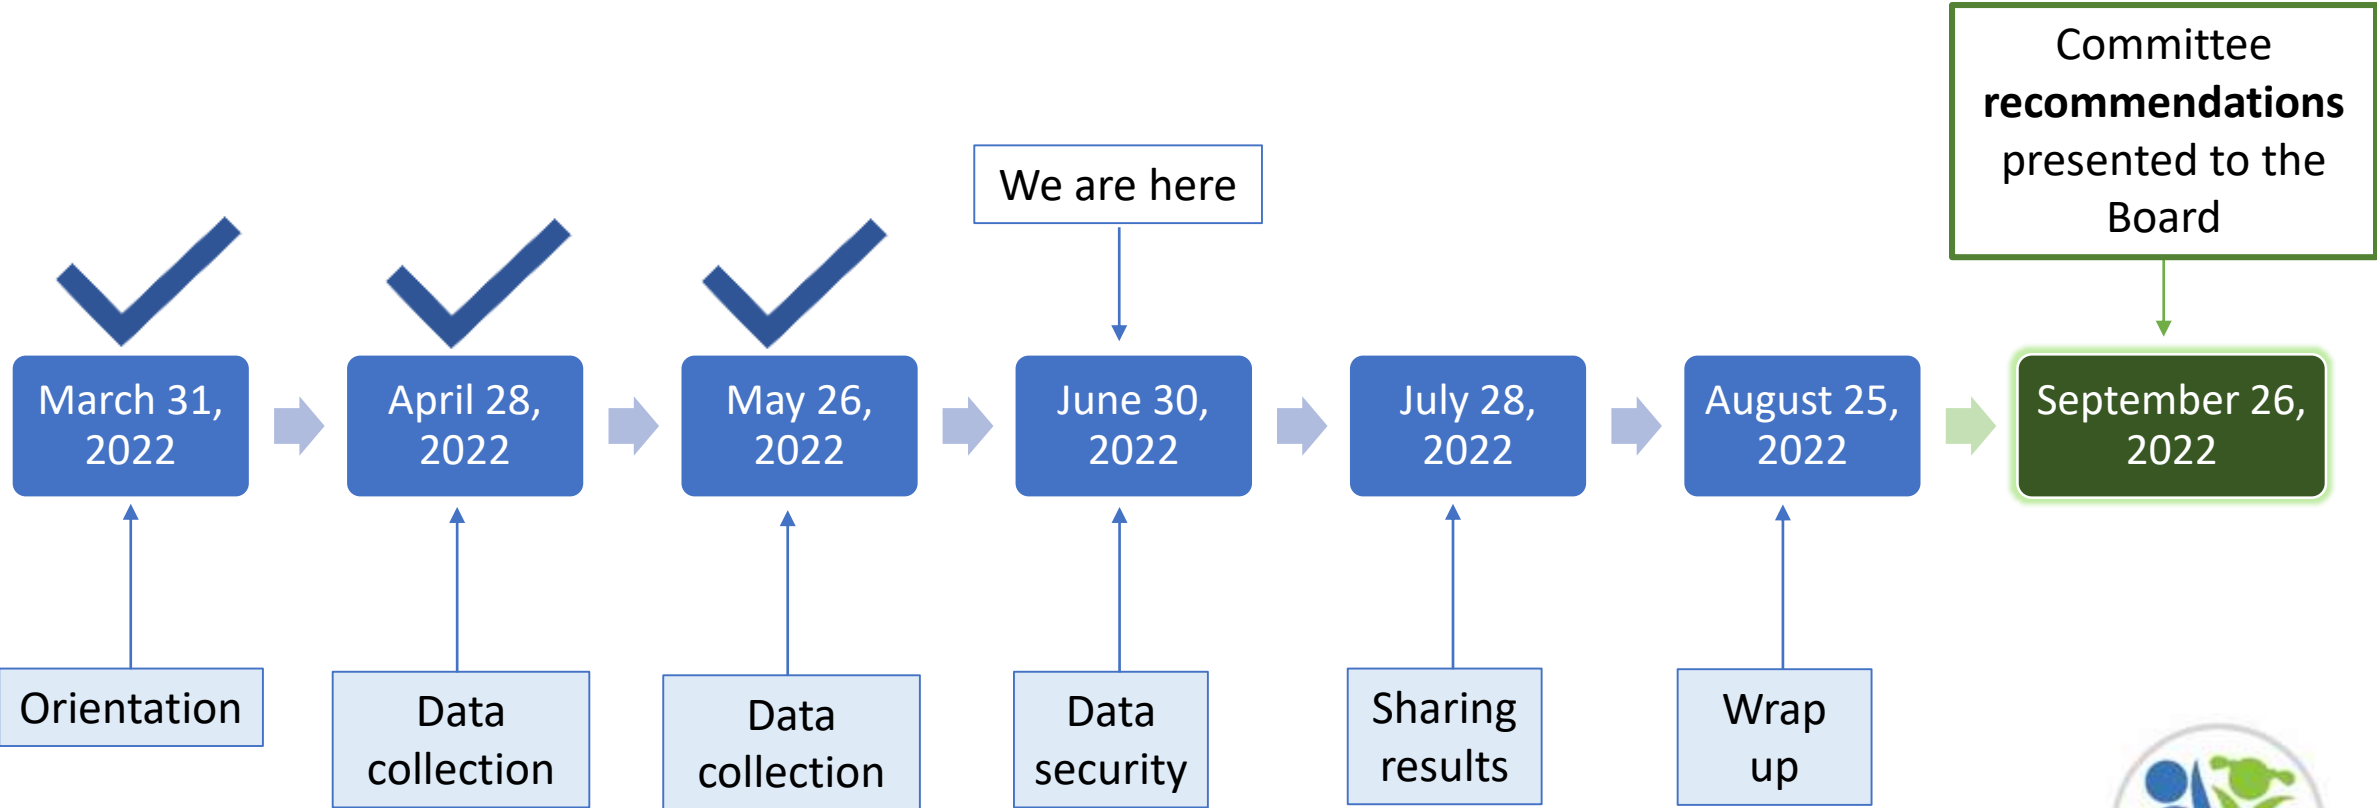 Committee
recommendations
presented to the
Board
We are here
March 31,
2022
April 28,
2022
May 26,
2022
June 30,
2022
July 28,
2022
August 25,
2022
September 26,
2022
Orientation
Data
collection
Data
collection
Data
security
Sharing
results
Wrap
up